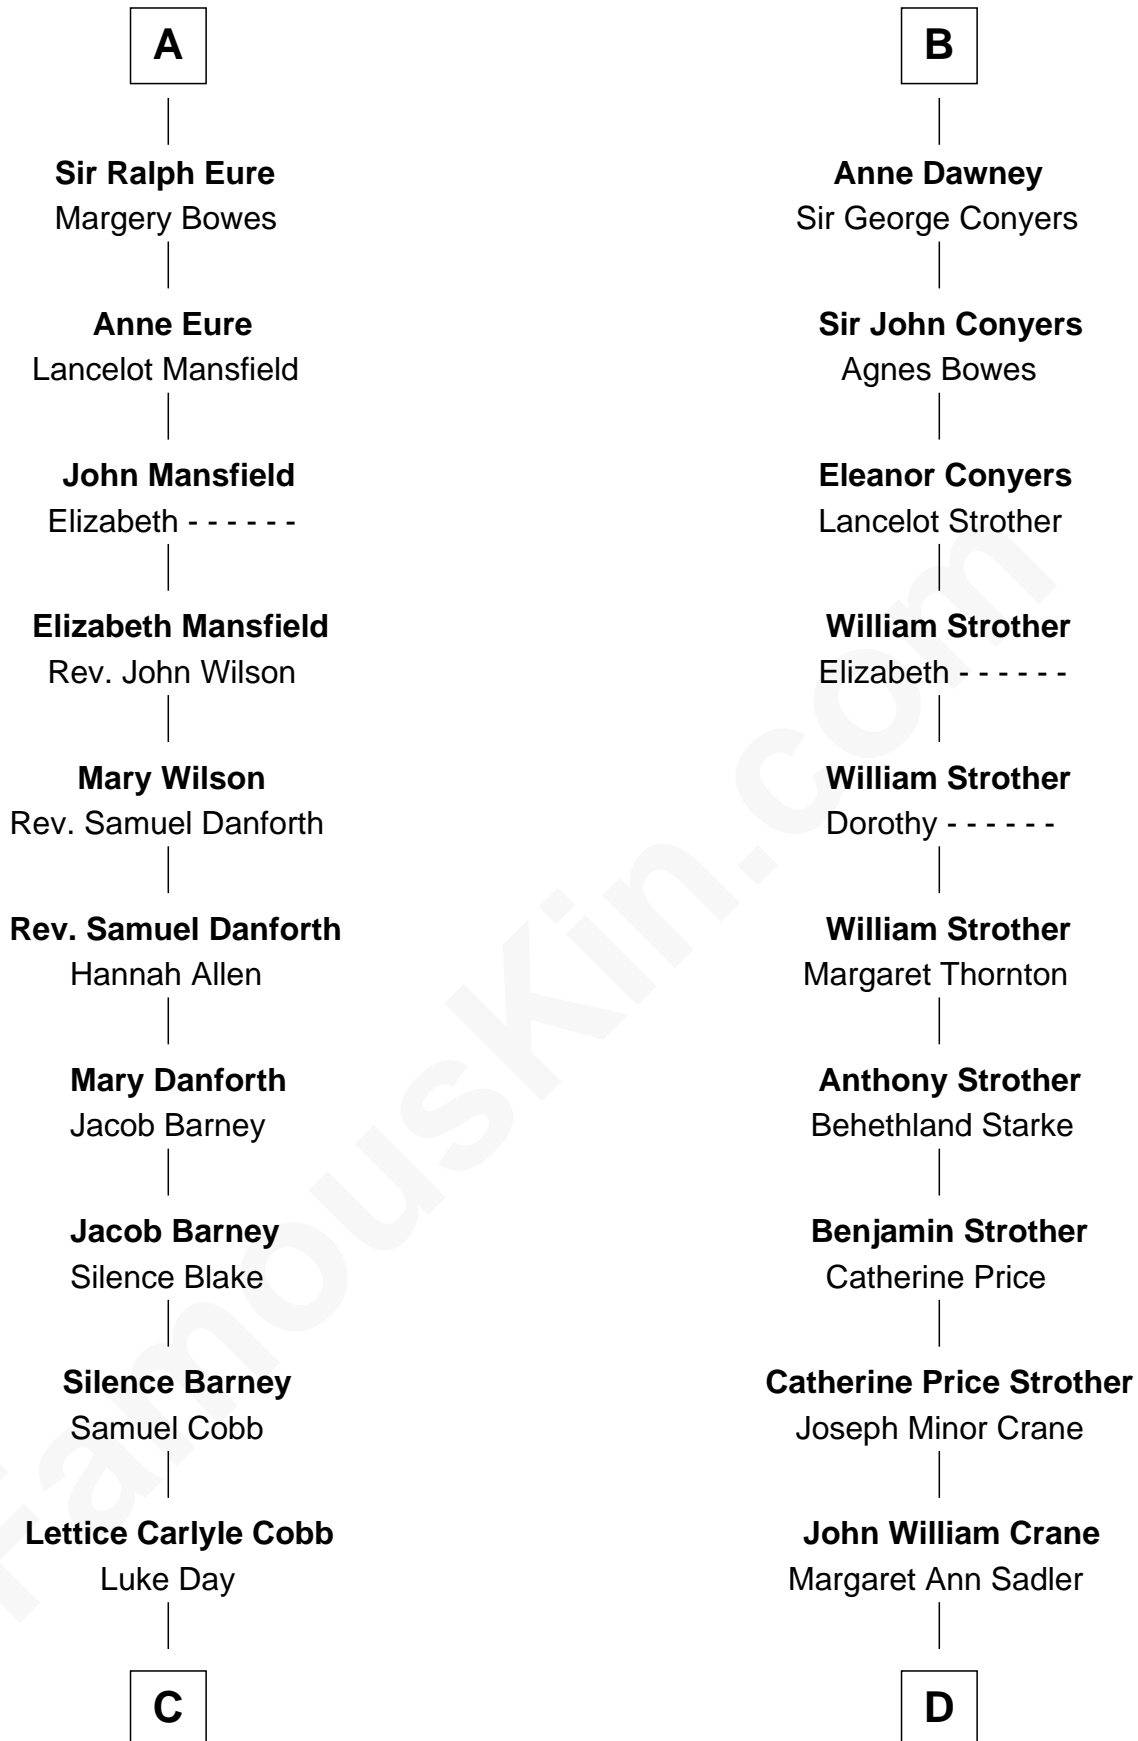 A
Sir Ralph Eure
Margery Bowes
Anne Eure
Lancelot Mansfield
John Mansfield
Elizabeth - - - - - -
Elizabeth Mansfield
Rev. John Wilson
Mary Wilson
Rev. Samuel Danforth
Rev. Samuel Danforth
Hannah Allen
Mary Danforth
Jacob Barney
Jacob Barney
Silence Blake
Silence Barney
Samuel Cobb
Lettice Carlyle Cobb
Luke Day
C
B
Anne Dawney
Sir George Conyers
Sir John Conyers
Agnes Bowes
Eleanor Conyers
Lancelot Strother
William Strother
Elizabeth - - - - - -
William Strother
Dorothy - - - - - -
William Strother
Margaret Thornton
Anthony Strother
Behethland Starke
Benjamin Strother
Catherine Price
Catherine Price Strother
Joseph Minor Crane
John William Crane
Margaret Ann Sadler
D
FamousKin.com